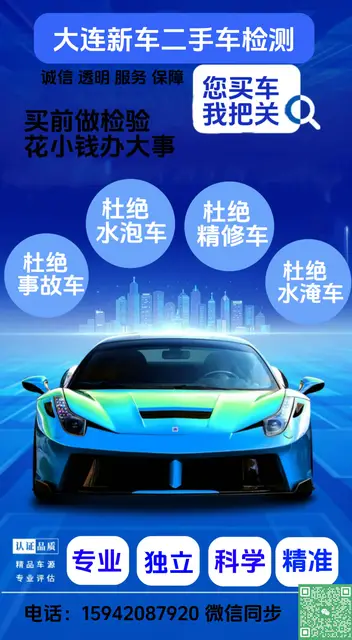 大连新车二手车检测
诚信 透明 服务 保障
您买车
我把关
买前做检验
花小钱办大事
杜绝
水泡车
杜绝
精修车
杜绝
事故车
杜绝
水淹车
认证品质
精品车源
专业评估
专业
独立
科学
精准
电话：15942087920 微信同步